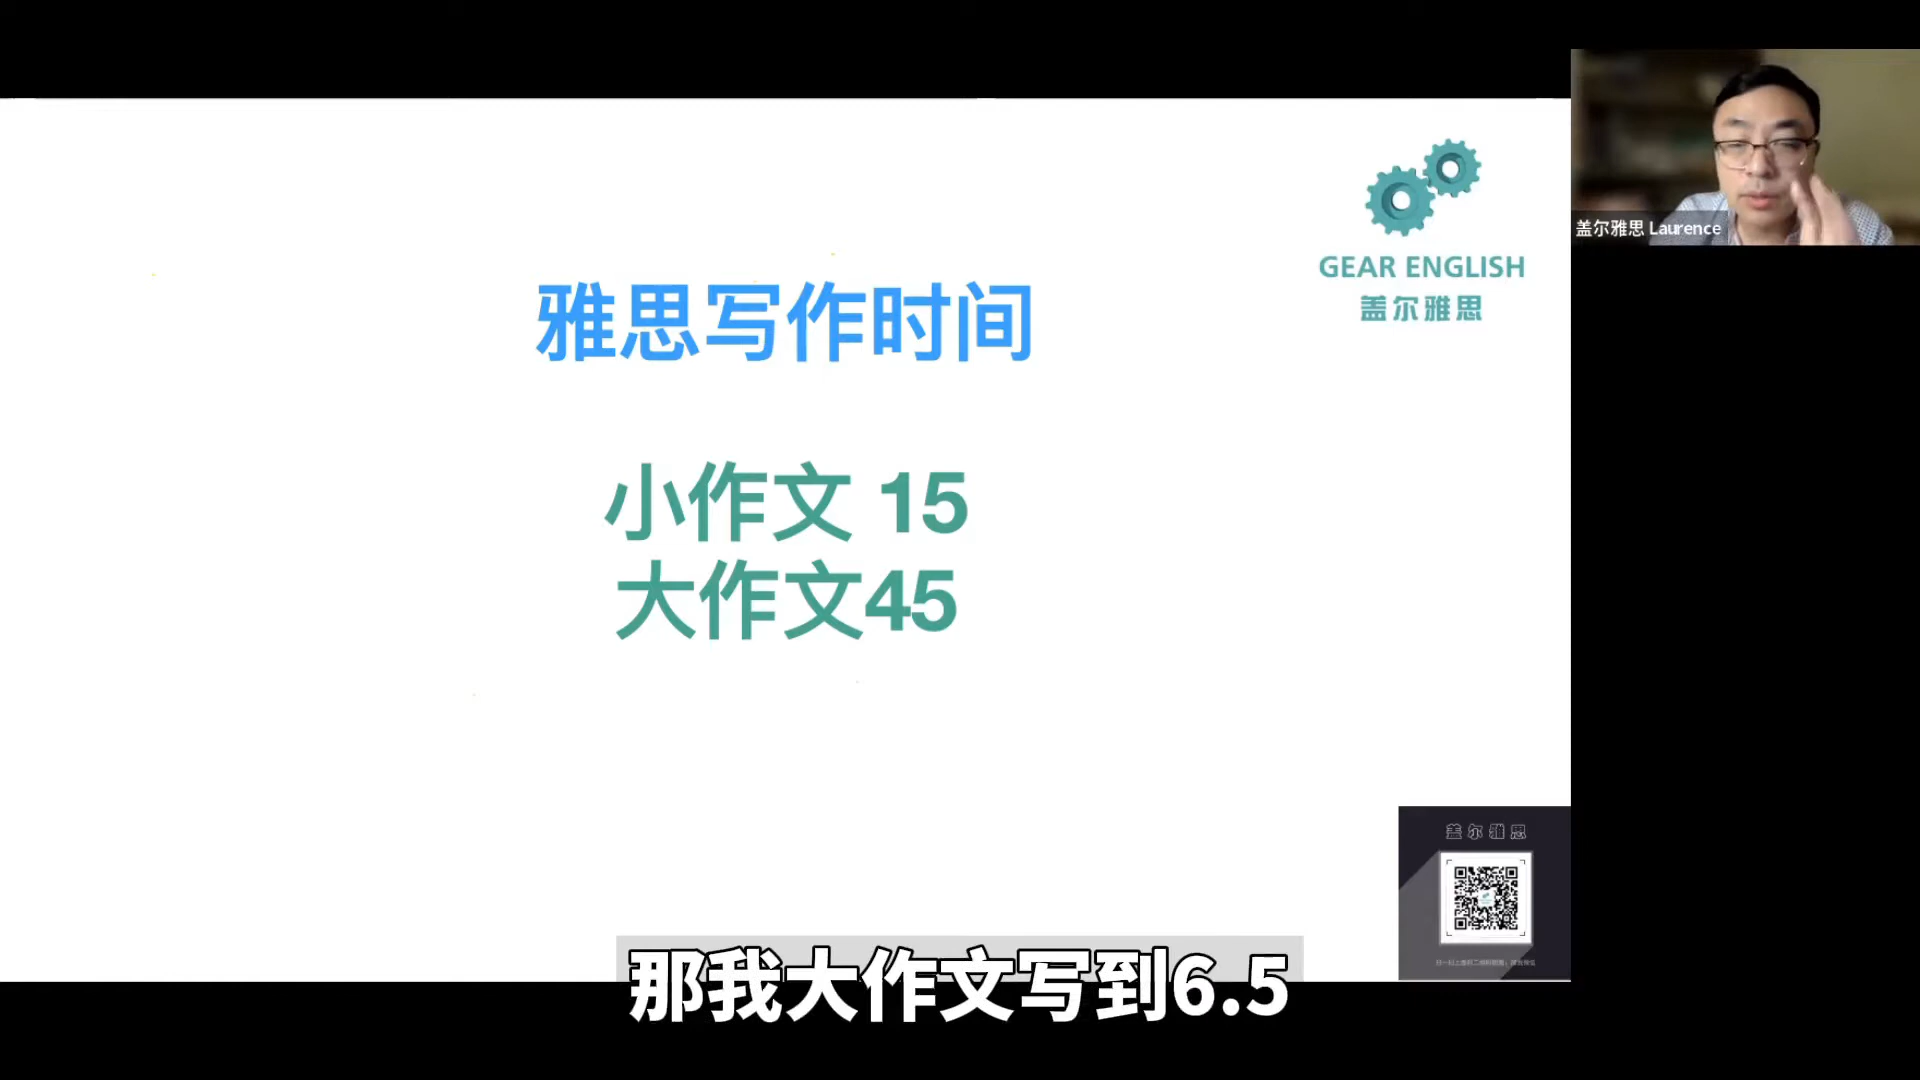 盖尔雅思 Laurence
GEAR ENGLISH
盖尔雅思
雅思写作时间
小作文 15
大作文45
盖尔雅思
那我大作文写到6.5